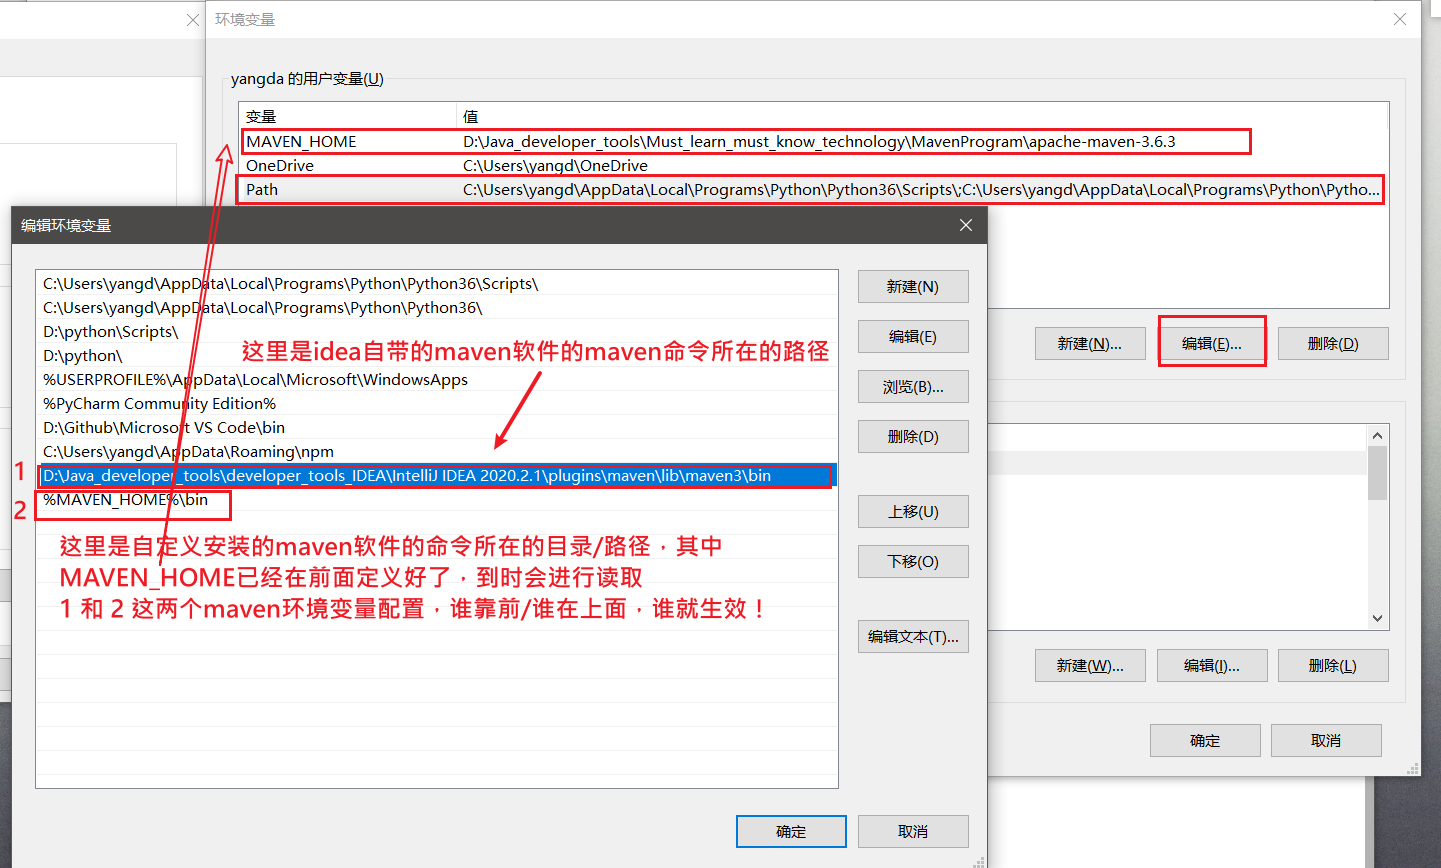 环境变量
yangda 的用户变量(U)
变量 值
MAVEN_HOME D:\Java_developer_tools\Must_learn_must_know_technology\MavenProgram\apache-maven-3.6.3
OneDrive C:\Users\yangd\OneDrive
Path C:\Users\yangd\AppData\Local\Programs\Python\Python36\Scripts\;C:\Users\yangd\AppData\Local\Programs\Python\Pytho...
新建(N)... 编辑(E)... 删除(D)
新建(W)... 编辑(I)... 删除(L)
确定 取消
编辑环境变量
C:\Users\yangd\AppData\Local\Programs\Python\Python36\Scripts\
C:\Users\yangd\AppData\Local\Programs\Python\Python36\
D:\python\Scripts\
D:\python\
这里是idea自带的maven软件的maven命令所在的路径
%USERPROFILE%\AppData\Local\Microsoft\WindowsApps
%PyCharm Community Edition%
D:\Github\Microsoft VS Code\bin
C:\Users\yangd\AppData\Roaming\npm
1 D:\Java_developer_tools\developer_tools_IDEA\IntelliJ IDEA 2020.2.1\plugins\maven\lib\maven3\bin
2 %MAVEN_HOME%\bin
这里是自定义安装的maven软件的命令所在的目录/路径，其中
MAVEN_HOME已经在前面定义好了，到时会进行读取
1 和 2 这两个maven环境变量配置，谁靠前/谁在上面，谁就生效！
新建(N)
编辑(E)
浏览(B)...
删除(D)
上移(U)
下移(O)
编辑文本(T)...
确定 取消